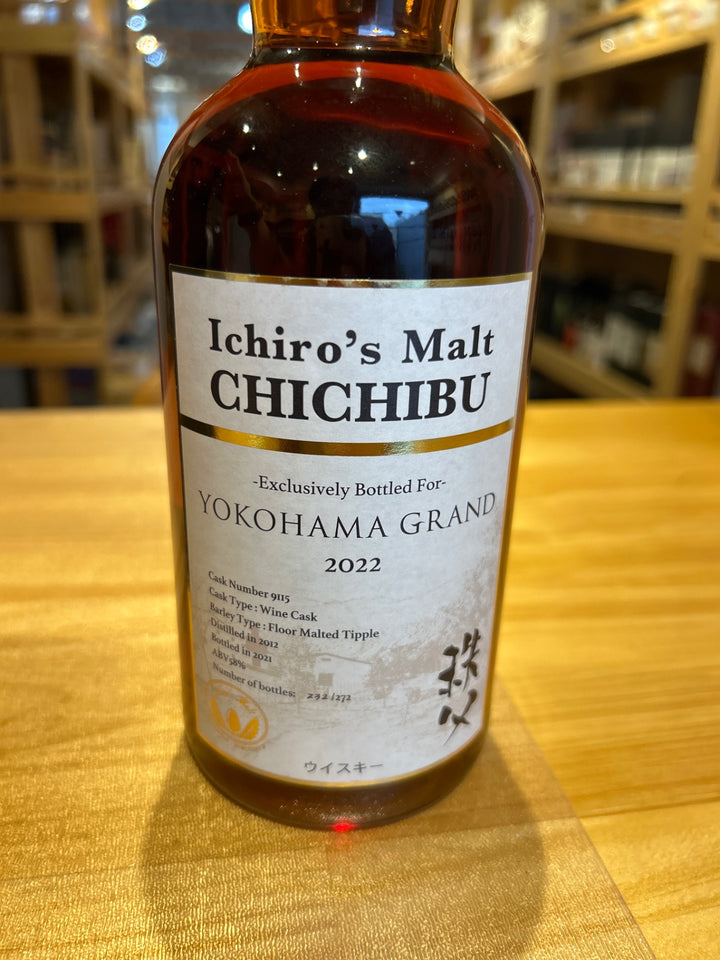 Ichiro's Malt
CHICHIBU
-Exclusively Bottled For-
YOKOHAMA GRAND
2022
Cask Number 9115
Cask Type : Wine Cask
Barley Type : Floor Malted Tipple
Distilled in 2012
Bottled in 2021
ABV 58%
Number of bottles: 232/272
秩父
ウイスキー